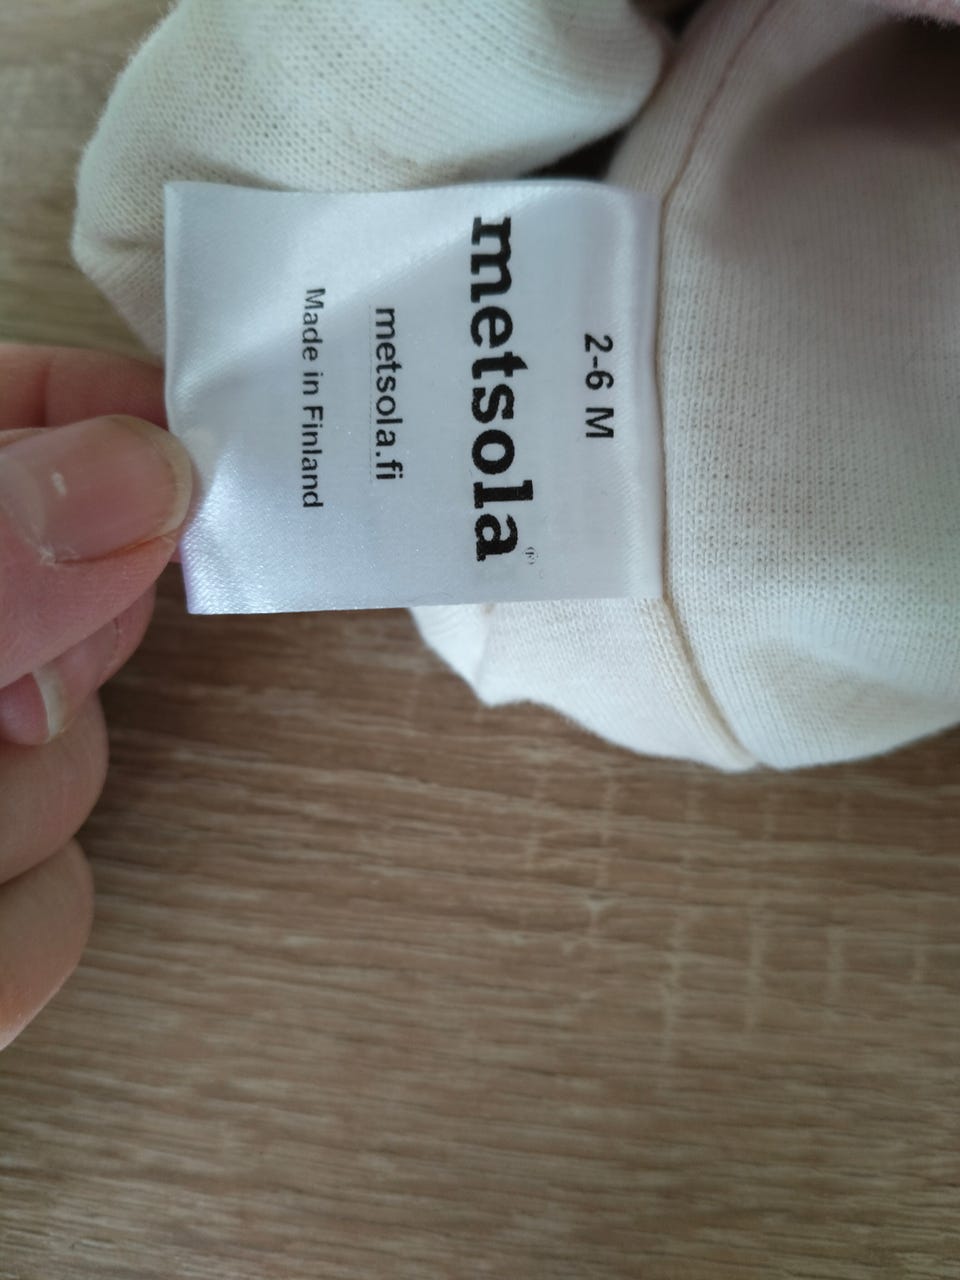 2-6 M
metsola®
metsola.fi
Made in Finland